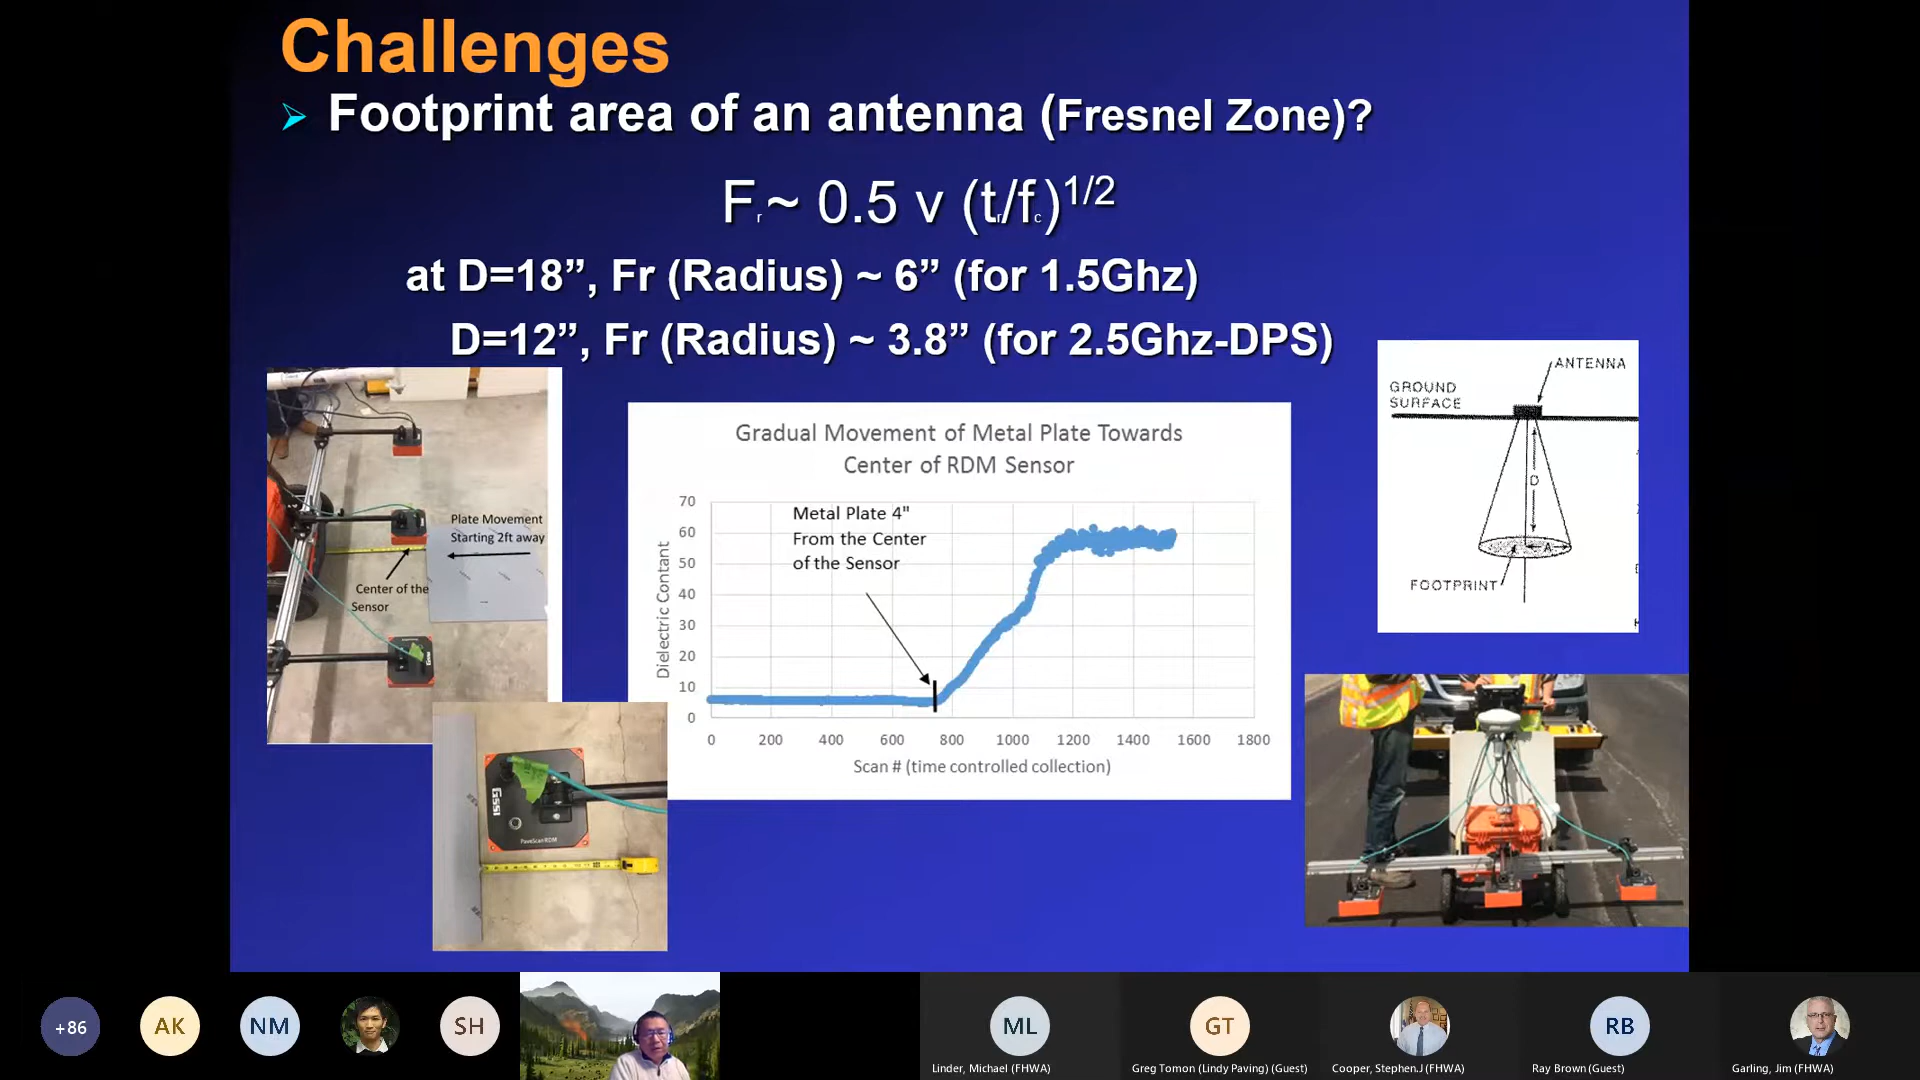 Challenges
➢ Footprint area of an antenna (Fresnel Zone)?
Fr ~ 0.5 v (tr/fc)1/2
at D=18”, Fr (Radius) ~ 6” (for 1.5Ghz)
D=12”, Fr (Radius) ~ 3.8” (for 2.5Ghz-DPS)
Plate Movement
Starting 2ft away
Center of the
Sensor
GSSI
PaveScan RDM
Gradual Movement of Metal Plate Towards
Center of RDM Sensor
Metal Plate 4"
From the Center
of the Sensor
Dielectric Contant
70
60
50
40
30
20
10
0
0 200 400 600 800 1000 1200 1400 1600 1800
Scan # (time controlled collection)
ANTENNA
GROUND
SURFACE
D
A
FOOTPRINT
+86
AK
NM
SH
ML
GT
RB
Linder, Michael (FHWA)
Greg Tomon (Lindy Paving) (Guest)
Cooper, Stephen.J (FHWA)
Ray Brown (Guest)
Garling, Jim (FHWA)